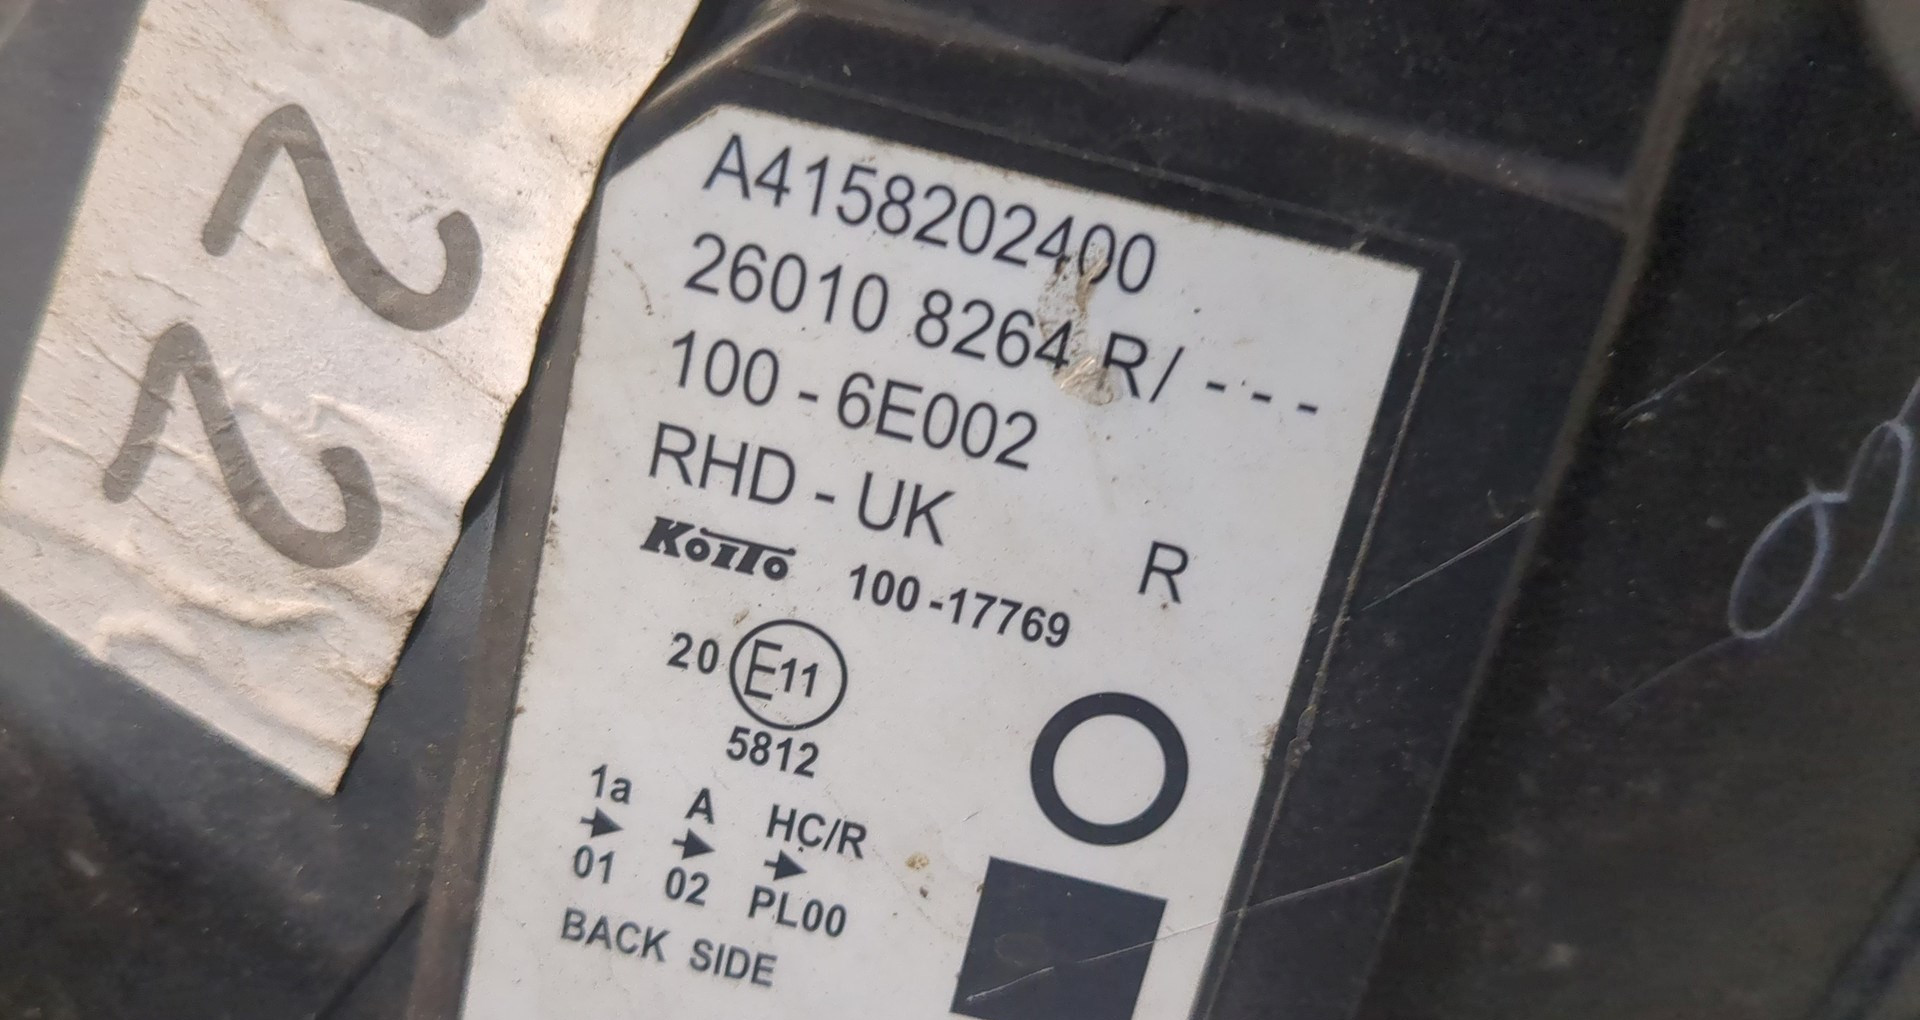 22
A4158202400
26010 8264 R/ - - -
100 - 6E002
RHD - UK
R
KOITO 100-17769
20 E11
5812
1a A HC/R
01 02 PL00
BACK SIDE